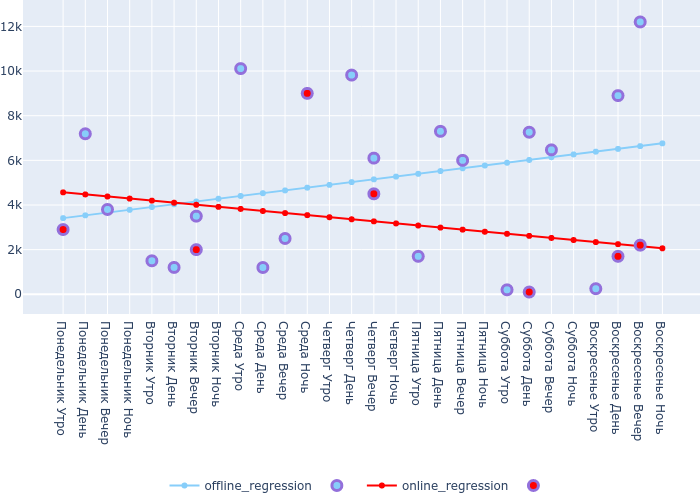 12k
10k
8k
6k
4k
2k
0
Понедельник Утро
Понедельник День
Понедельник Вечер
Понедельник Ночь
Вторник Утро
Вторник День
Вторник Вечер
Вторник Ночь
Среда Утро
Среда День
Среда Вечер
Среда Ночь
Четверг Утро
Четверг День
Четверг Вечер
Четверг Ночь
Пятница Утро
Пятница День
Пятница Вечер
Пятница Ночь
Суббота Утро
Суббота День
Суббота Вечер
Суббота Ночь
Воскресенье Утро
Воскресенье День
Воскресенье Вечер
Воскресенье Ночь
offline_regression
online_regression